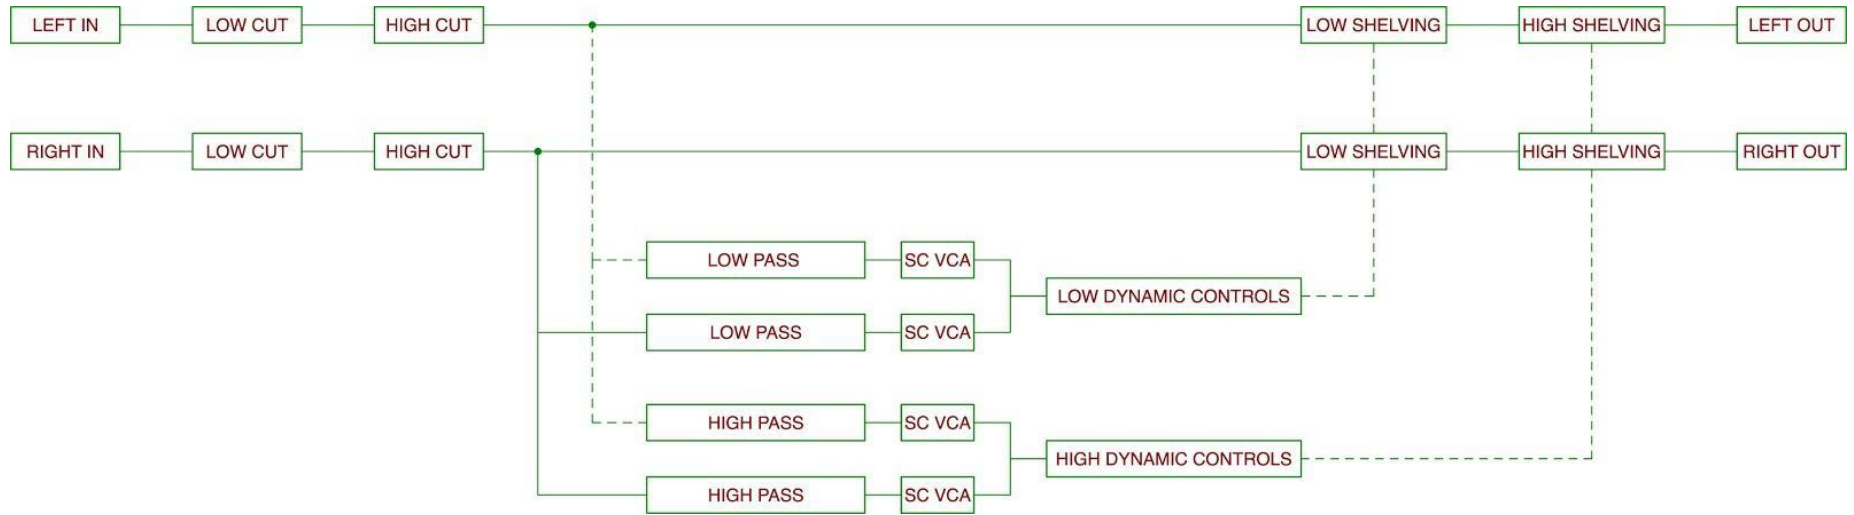 LEFT IN
LOW CUT
HIGH CUT
LOW SHELVING
HIGH SHELVING
LEFT OUT
RIGHT IN
LOW CUT
HIGH CUT
LOW SHELVING
HIGH SHELVING
RIGHT OUT
LOW PASS
SC VCA
LOW DYNAMIC CONTROLS
LOW PASS
SC VCA
HIGH PASS
SC VCA
HIGH DYNAMIC CONTROLS
HIGH PASS
SC VCA